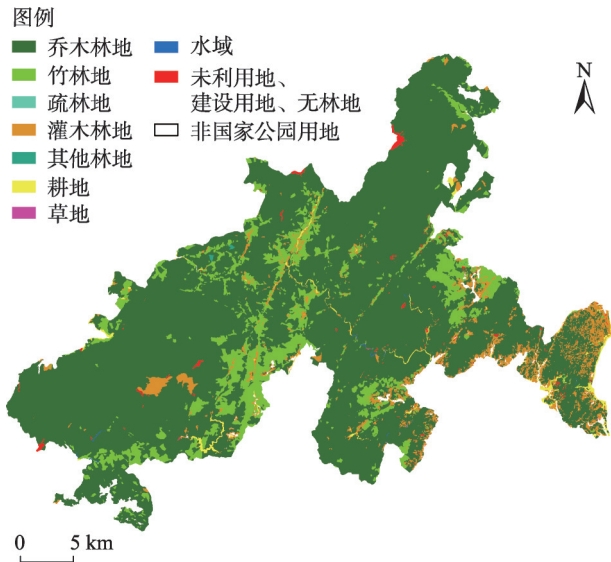 图例
乔木林地
竹林地
疏林地
灌木林地
其他林地
耕地
草地
水域
未利用地、
建设用地、无林地
非国家公园用地
N
0 5 km